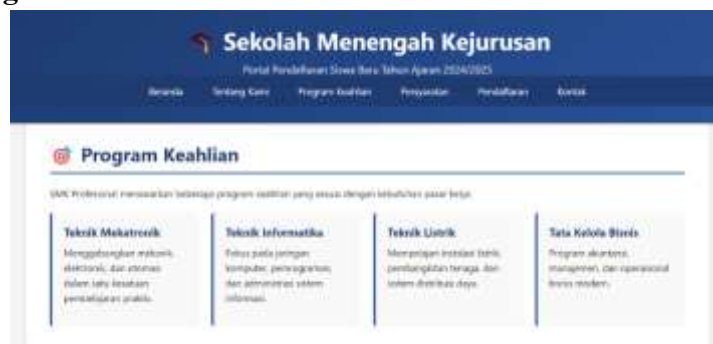 g
Sekolah Menengah Kejurusan
Portal Pendaftaran Siswa Baru Tahun Ajaran 2024/2025
Beranda Tentang Kami Program Keahlian Persyaratan Pendaftaran Kontak
Program Keahlian
SMK Profesional menawarkan beberapa program keahlian yang sesuai dengan kebutuhan pasar kerja.
Teknik Mekatronik
Menggabungkan mekanik,
elektronik, dan otomasi
dalam satu kesatuan
pembelajaran praktis.
Teknik Informatika
Fokus pada jaringan
komputer, pemrograman,
dan administrasi sistem
informasi.
Teknik Listrik
Mempelajari instalasi listrik,
pembangkitan tenaga, dan
sistem distribusi daya.
Tata Kelola Bisnis
Program akuntansi,
manajemen, dan operasional
bisnis modern.